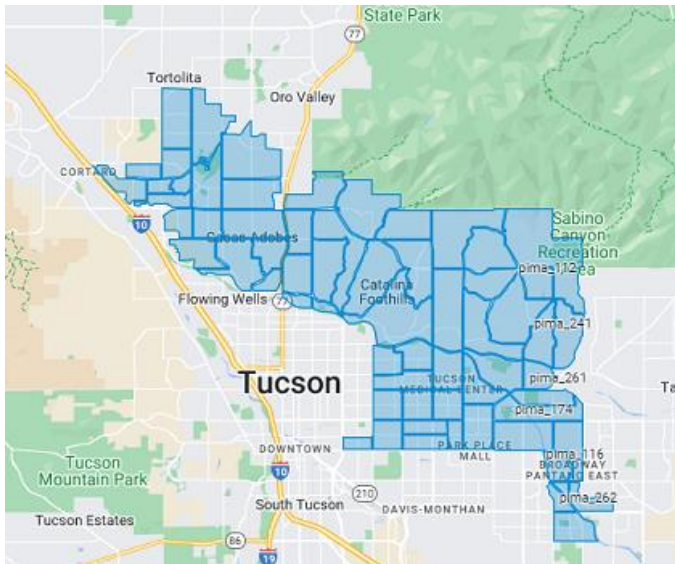 State Park
77
Tortolita
Oro Valley
CORTARO
10
Sabino
Canyon
Recreation
Area
Casas Adobes
pima_112
Catalina
Foothills
Flowing Wells
77
pima_241
Tucson
TUCSON
MEDICAL CENTER
pima_261
Ta
pima_174
DOWNTOWN
PARK PLACE
MALL
pima_116
BROADWAY
PANTANO EAST
Tucson
Mountain Park
10
210
South Tucson
DAVIS-MONTHAN
pima_262
Tucson Estates
86
19